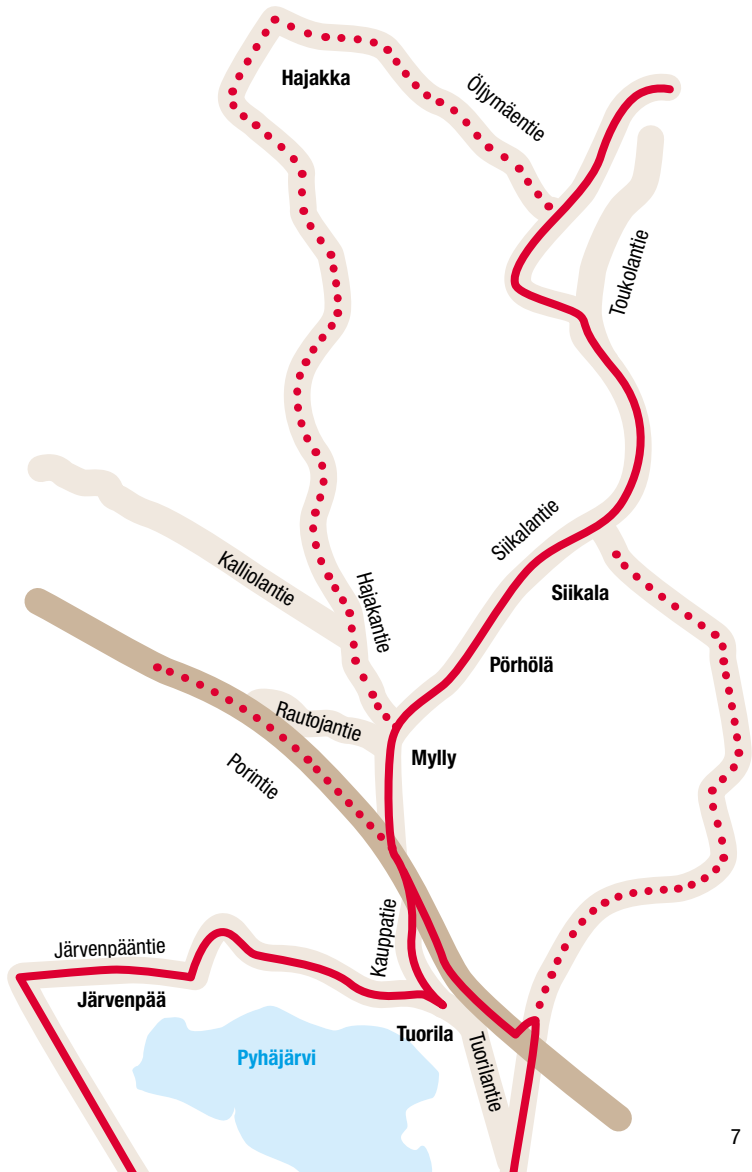 Hajakka
Öljymäentie
Toukolantie
Siikalantie
Kalliolantie
Hajakantie
Siikala
Pörhölä
Rautojantie
Mylly
Porintie
Kauppatie
Järvenpääntie
Järvenpää
Tuorila
Pyhäjärvi
Tuorilantie
7